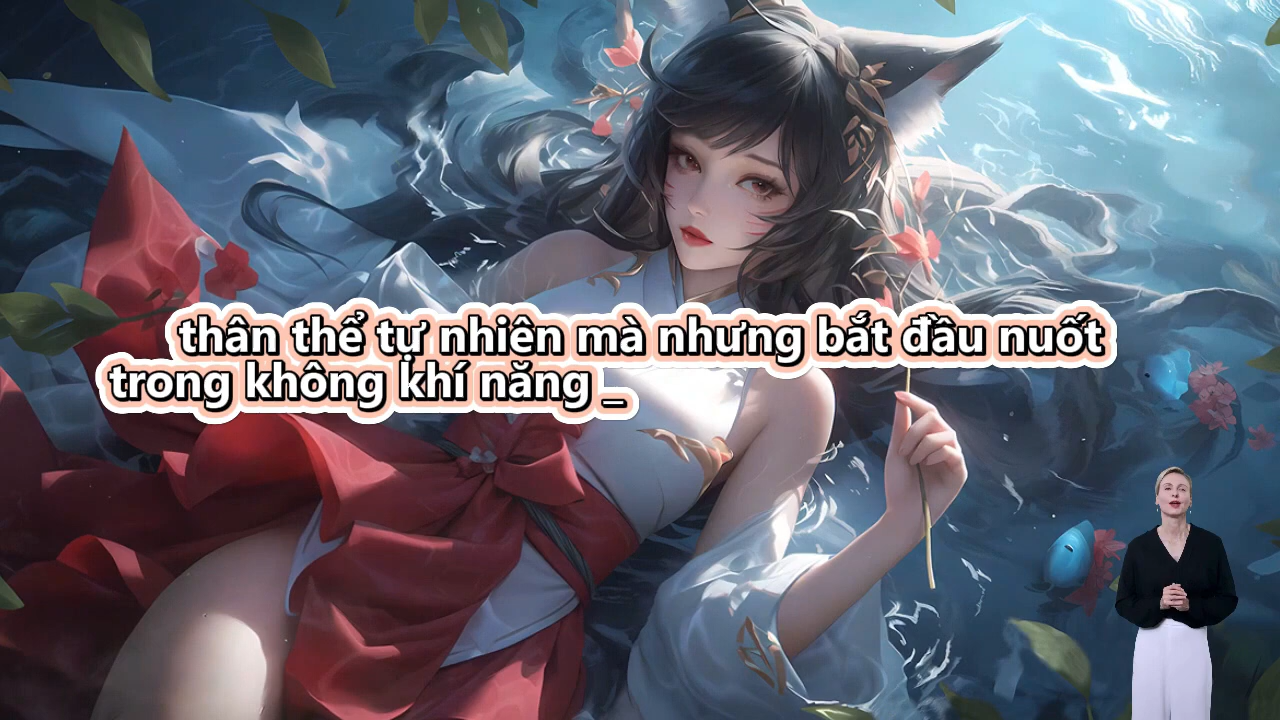 thân thể tự nhiên mà nhưng bắt đầu nuốt
trong không khí năng _